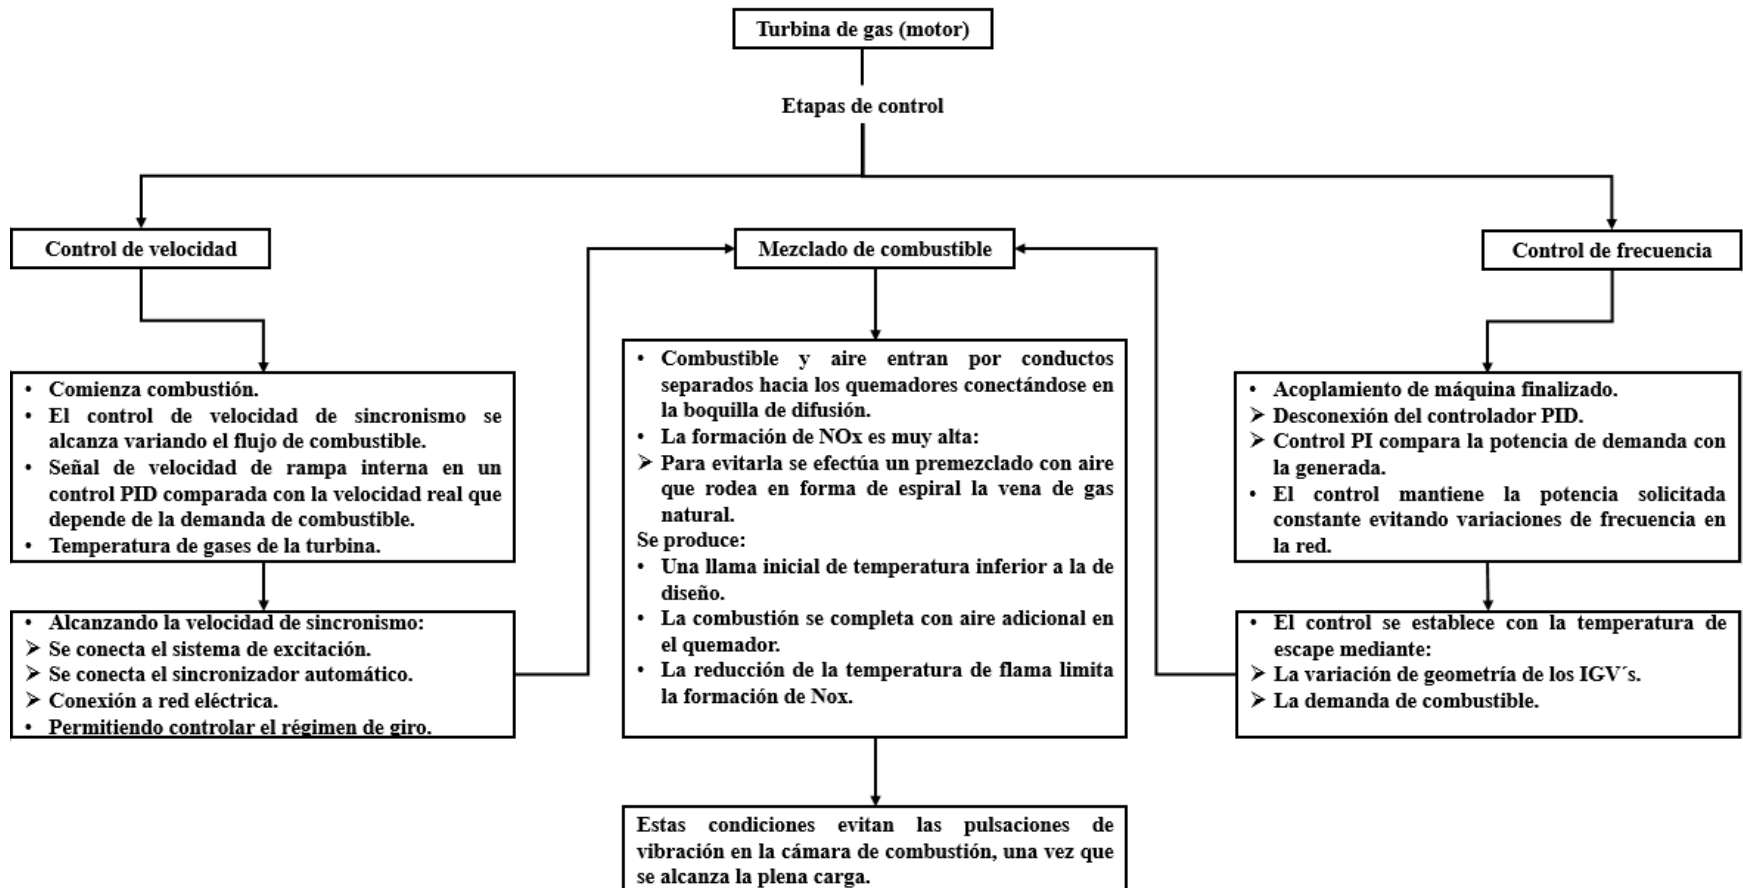 Turbina de gas (motor)
Etapas de control
Control de velocidad
Mezclado de combustible
Control de frecuencia
• Comienza combustión.
• El control de velocidad de sincronismo se
alcanza variando el flujo de combustible.
• Señal de velocidad de rampa interna en un
control PID comparada con la velocidad real que
depende de la demanda de combustible.
• Temperatura de gases de la turbina.
• Alcanzando la velocidad de sincronismo:
➤ Se conecta el sistema de excitación.
➤ Se conecta el sincronizador automático.
➤ Conexión a red eléctrica.
• Permitiendo controlar el régimen de giro.
• Combustible y aire entran por conductos
separados hacia los quemadores conectándose en
la boquilla de difusión.
• La formación de NOx es muy alta:
➤ Para evitarla se efectúa un premezclado con aire
que rodea en forma de espiral la vena de gas
natural.
Se produce:
• Una llama inicial de temperatura inferior a la de
diseño.
• La combustión se completa con aire adicional en
el quemador.
• La reducción de la temperatura de flama limita
la formación de Nox.
Estas condiciones evitan las pulsaciones de
vibración en la cámara de combustión, una vez que
se alcanza la plena carga.
• Acoplamiento de máquina finalizado.
➤ Desconexión del controlador PID.
➤ Control PI compara la potencia de demanda con
la generada.
• El control mantiene la potencia solicitada
constante evitando variaciones de frecuencia en
la red.
• El control se establece con la temperatura de
escape mediante:
➤ La variación de geometría de los IGV´s.
➤ La demanda de combustible.